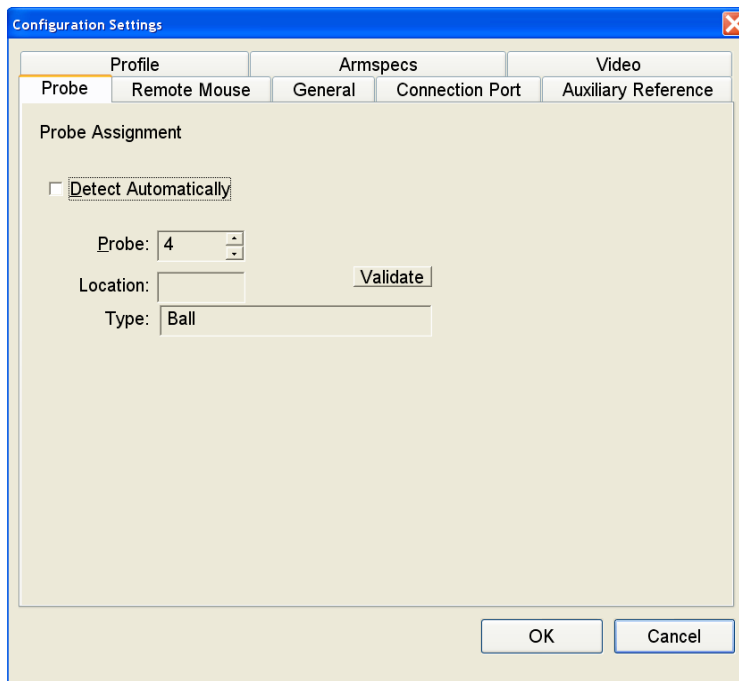 Configuration Settings
Profile Armspecs Video
Probe Remote Mouse General Connection Port Auxiliary Reference
Probe Assignment
Detect Automatically
Probe: 4
Location: Validate
Type: Ball
OK Cancel